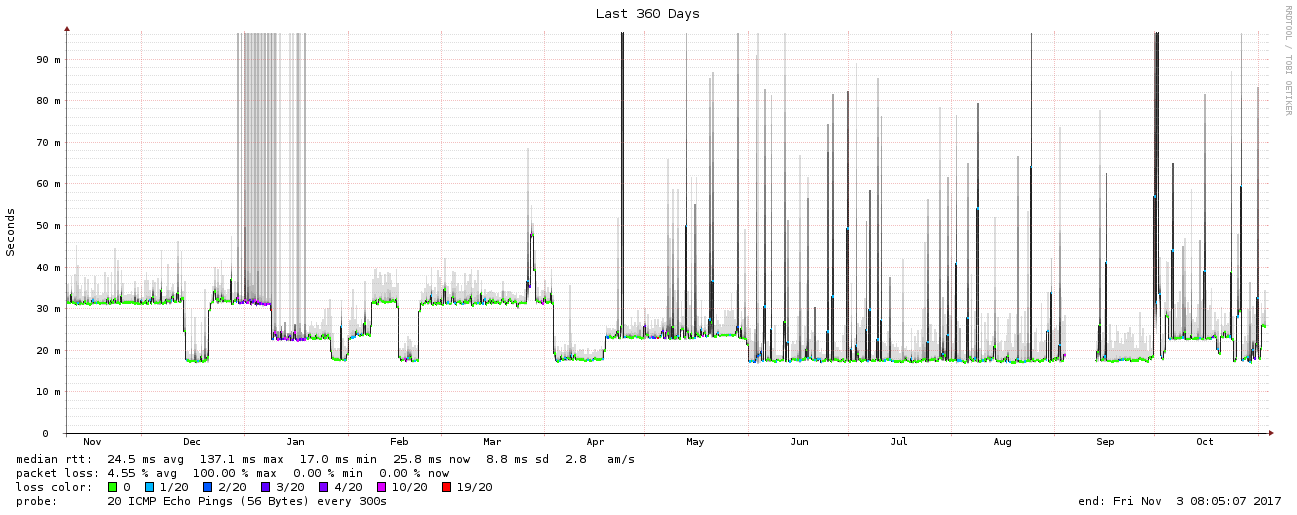 Last 360 Days
RRDTOOL / TOBI OETIKER
Seconds
90 m
80 m
70 m
60 m
50 m
40 m
30 m
20 m
10 m
0
Nov Dec Jan Feb Mar Apr May Jun Jul Aug Sep Oct
median rtt: 24.5 ms avg 137.1 ms max 17.0 ms min 25.8 ms now 8.8 ms sd 2.8 am/s
packet loss: 4.55 % avg 100.00 % max 0.00 % min 0.00 % now
loss color: 0 1/20 2/20 3/20 4/20 10/20 19/20
probe: 20 ICMP Echo Pings (56 Bytes) every 300s end: Fri Nov 3 08:05:07 2017